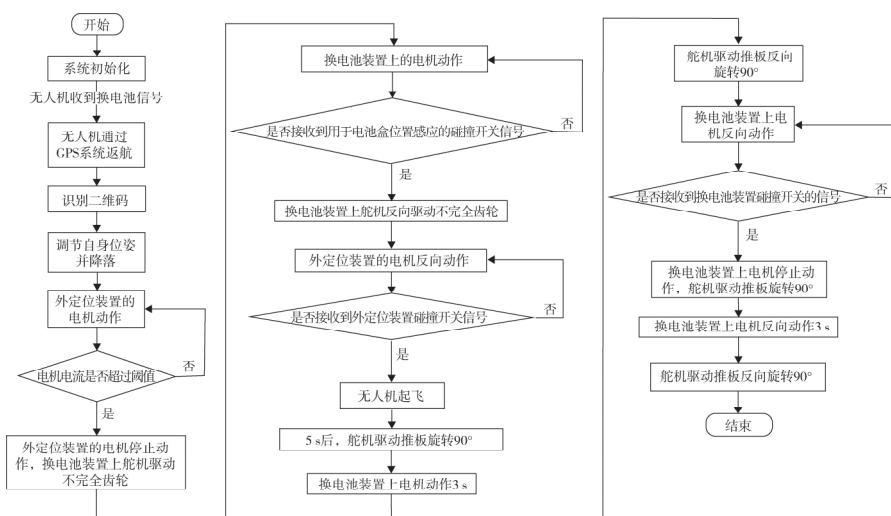 开始
系统初始化
无人机收到换电池信号
无人机通过
GPS系统返航
识别二维码
调节自身位姿
并降落
外定位装置的
电机动作
电机电流是否超过阈值
否
是
外定位装置的电机停止动
作，换电池装置上舵机驱动
不完全齿轮
换电池装置上的电机动作
是否接收到用于电池盒位置感应的碰撞开关信号
否
是
换电池装置上舵机反向驱动不完全齿轮
外定位装置的电机反向动作
是否接收到外定位装置碰撞开关信号
否
是
无人机起飞
5 s后，舵机驱动推板旋转90°
换电池装置上电机动作3 s
舵机驱动推板反向
旋转90°
换电池装置上电
机反向动作
是否接收到换电池装置碰撞开关的信号
否
是
换电池装置上电机停止动
作，舵机驱动推板旋转90°
换电池装置上电机反向动作3 s
舵机驱动推板反向旋转90°
结束